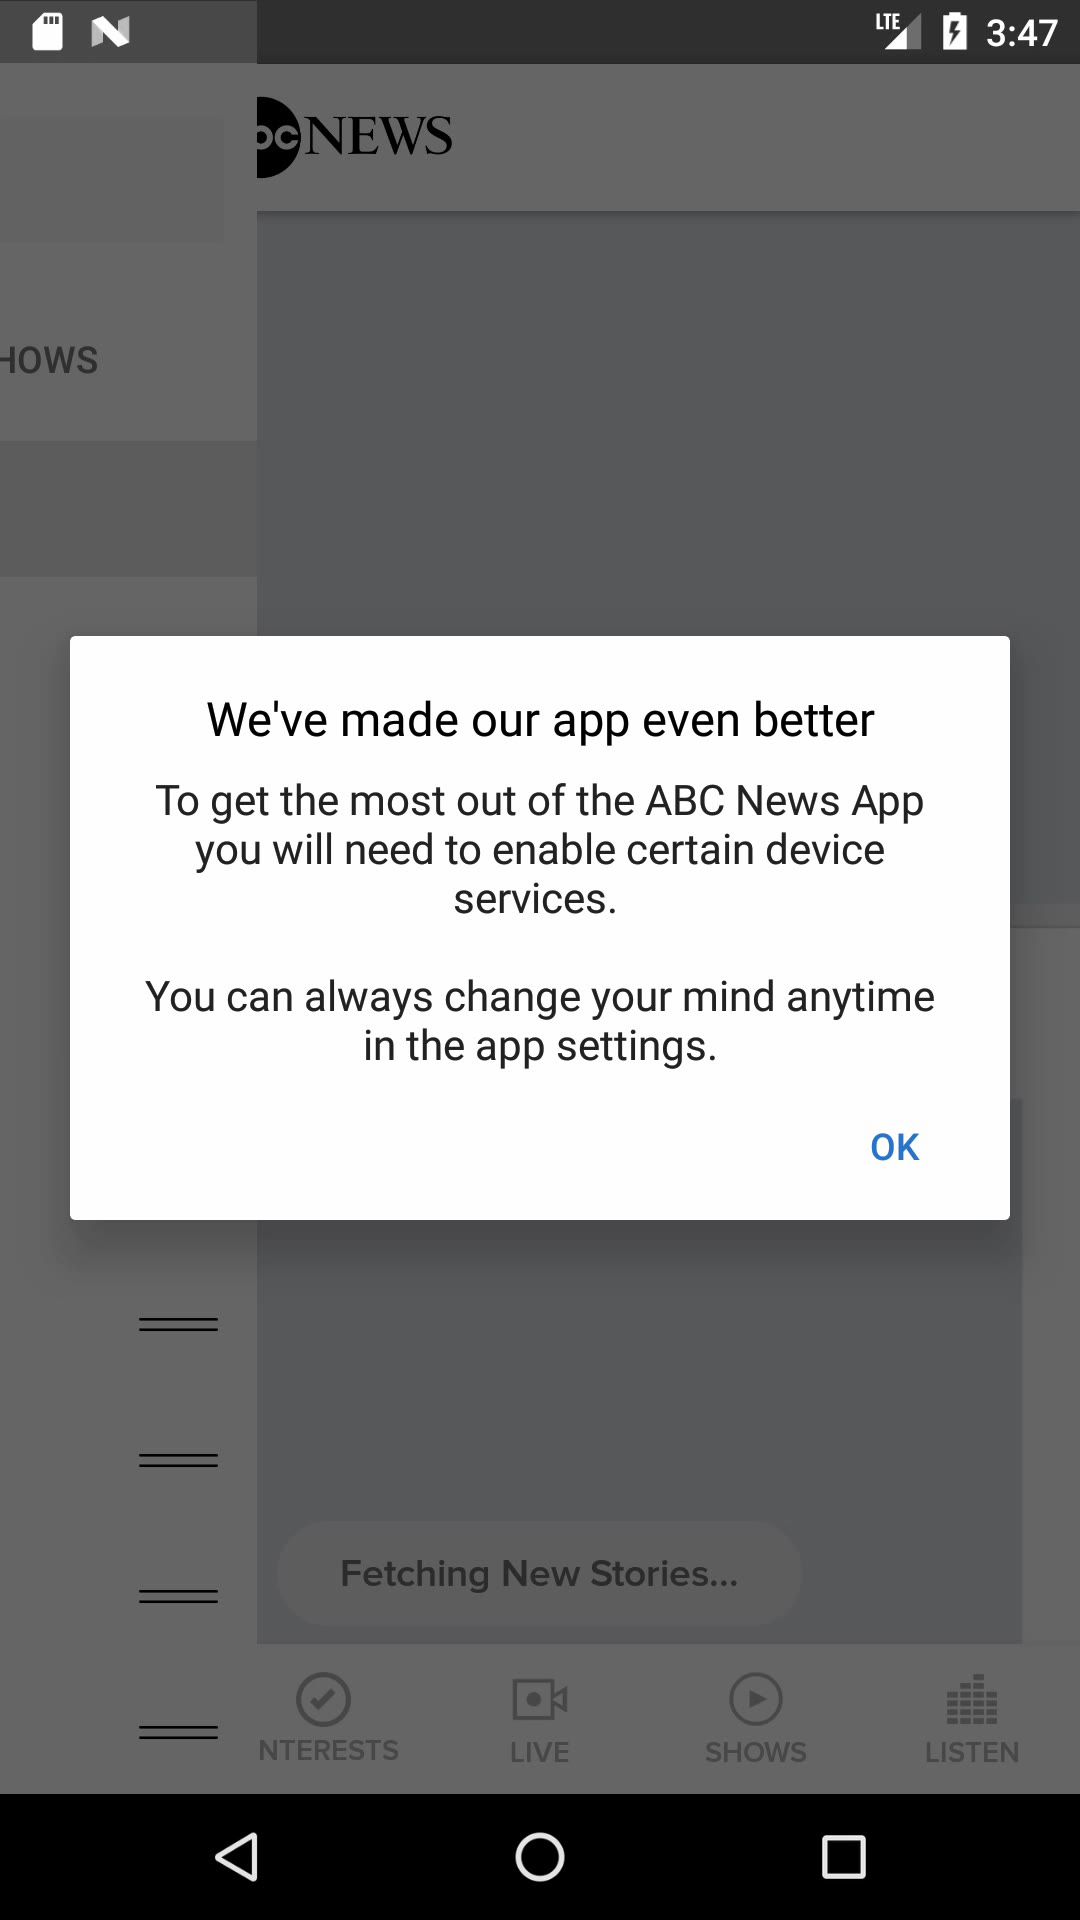 LTE 3:47
bc NEWS
HOWS
We've made our app even better
To get the most out of the ABC News App
you will need to enable certain device
services.
You can always change your mind anytime
in the app settings.
OK
Fetching New Stories...
NTERESTS LIVE SHOWS LISTEN